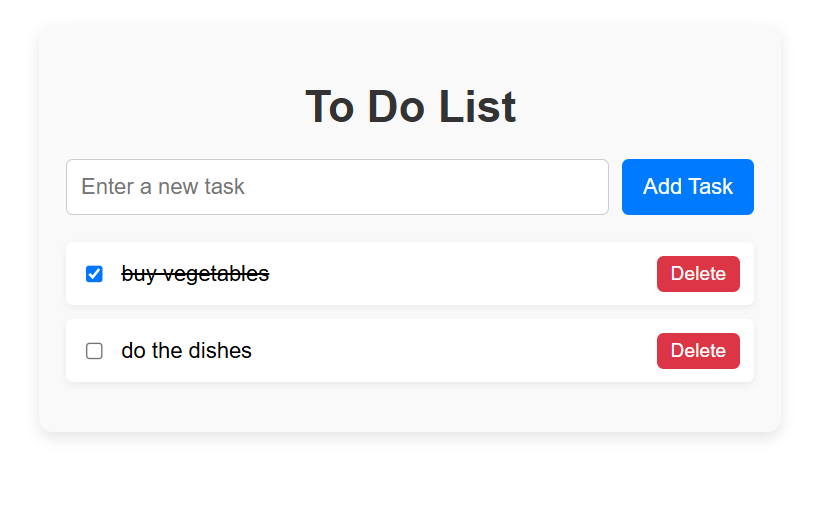 To Do List
Enter a new task
Add Task
buy vegetables
Delete
do the dishes
Delete